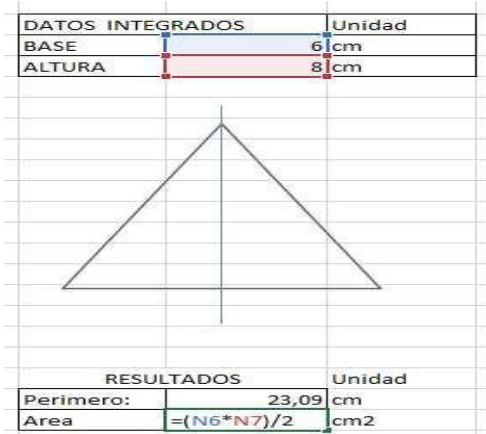 DATOS INTEGRADOS Unidad
BASE 6 cm
ALTURA 8 cm
RESULTADOS Unidad
Perimero: 23,09 cm
Area =(N6*N7)/2 cm2